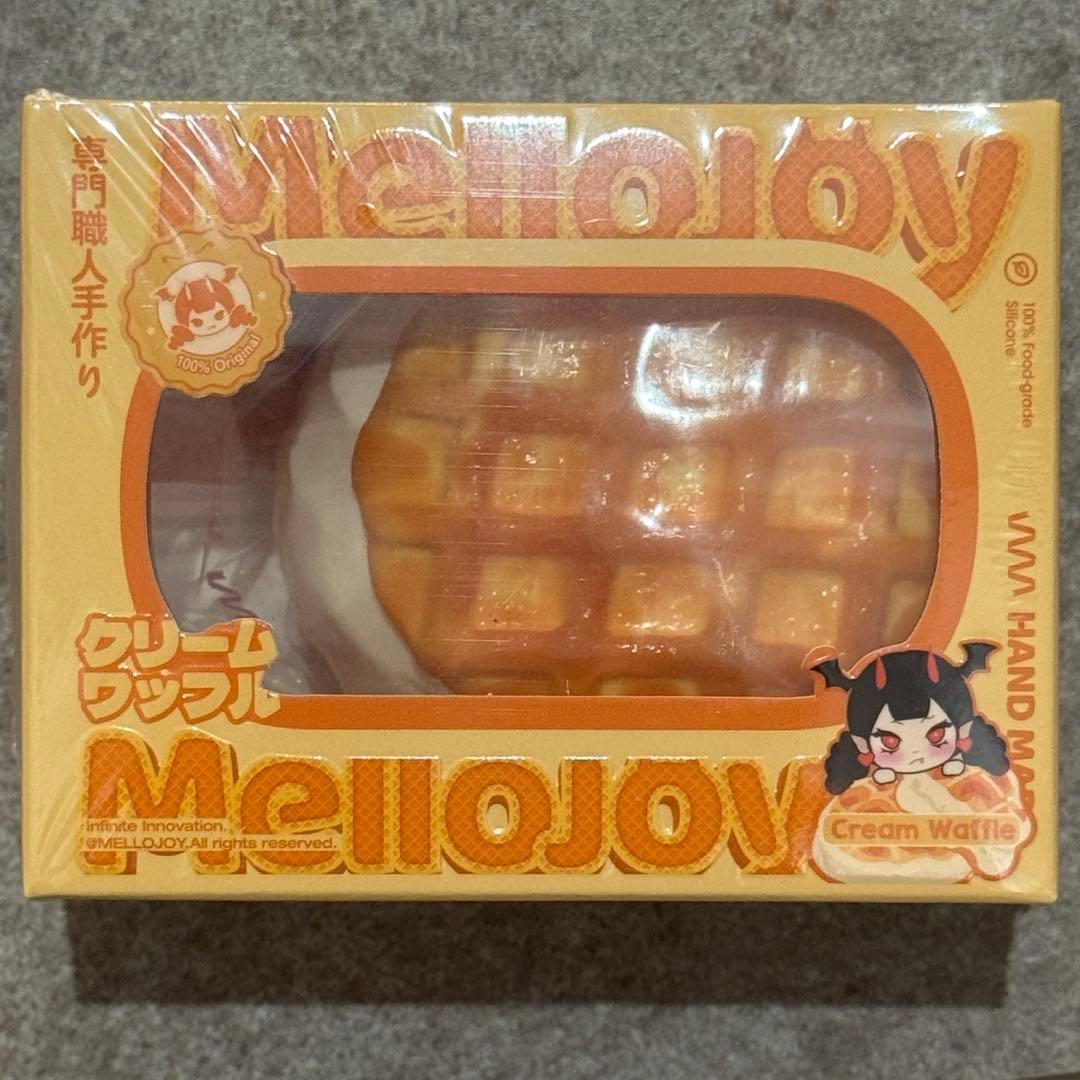 MelloJoy
専門職人手作り
100% Original
100% Food-grade
Silicone
HAND MADE
クリーム
ワッフル
MelloJoy
Infinite Innovation.
@MELLOJOY.All rights reserved.
Cream Waffle